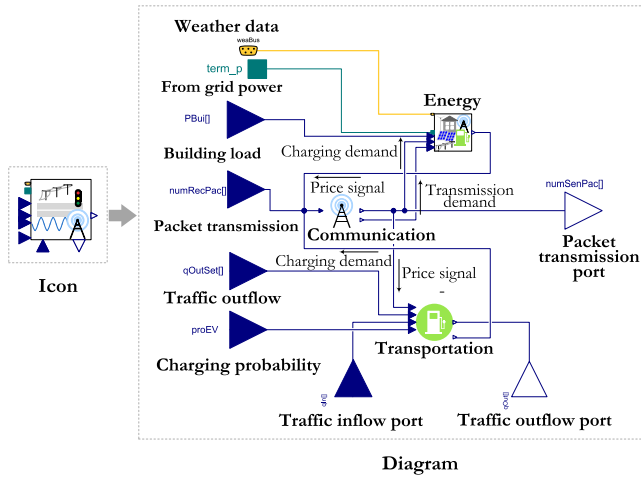 Weather data
weaBus
term_p
From grid power
Energy
PBui[]
Building load
Charging demand
Price signal
numRecPac[]
Transmission
demand
numSenPac[]
Packet transmission
Communication
Packet
transmission
port
Charging demand
Price signal
qOutSet[]
Traffic outflow
-
proEV
Charging probability
Transportation
Icon
Traffic inflow port
Traffic outflow port
Diagram